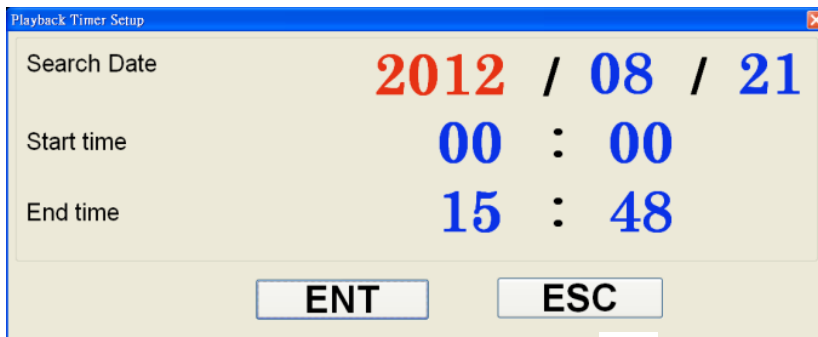 Playback Timer Setup
Search Date 2012 / 08 / 21
Start time 00 : 00
End time 15 : 48
ENT ESC